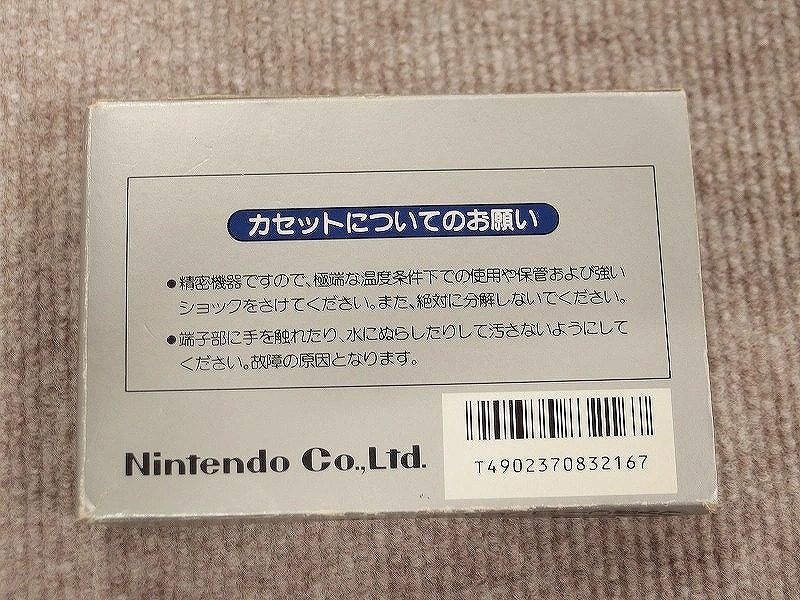 カセットについてのお願い
●精密機器ですので、極端な温度条件下での使用や保管および強い
ショックをさけてください。また、絶対に分解しないでください。
●端子部に手を触れたり、水にぬらしたりして汚さないようにして
ください。故障の原因となります。
Nintendo Co.,Ltd.
T4902370832167